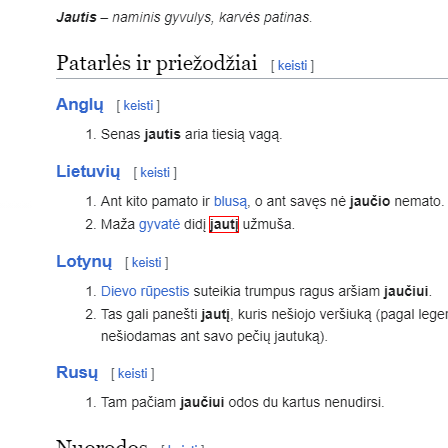 Jautis – naminis gyvulys, karvės patinas.
Patarlės ir priežodžiai [ keisti ]
Anglų [ keisti ]
1. Senas jautis aria tiesią vagą.
Lietuvių [ keisti ]
1. Ant kito pamato ir blusą, o ant savęs nė jaučio nemato.
2. Maža gyvatė didį jautį užmuša.
Lotynų [ keisti ]
1. Dievo rūpestis suteikia trumpus ragus aršiam jaučiui.
2. Tas gali panešti jautį, kuris nešiojo veršiuką (pagal
nešiodamas ant savo pečių jautuką).
Rusų [ keisti ]
1. Tam pačiam jaučiui odos du kartus nenudirsi.
Nuorodos [ keisti ]